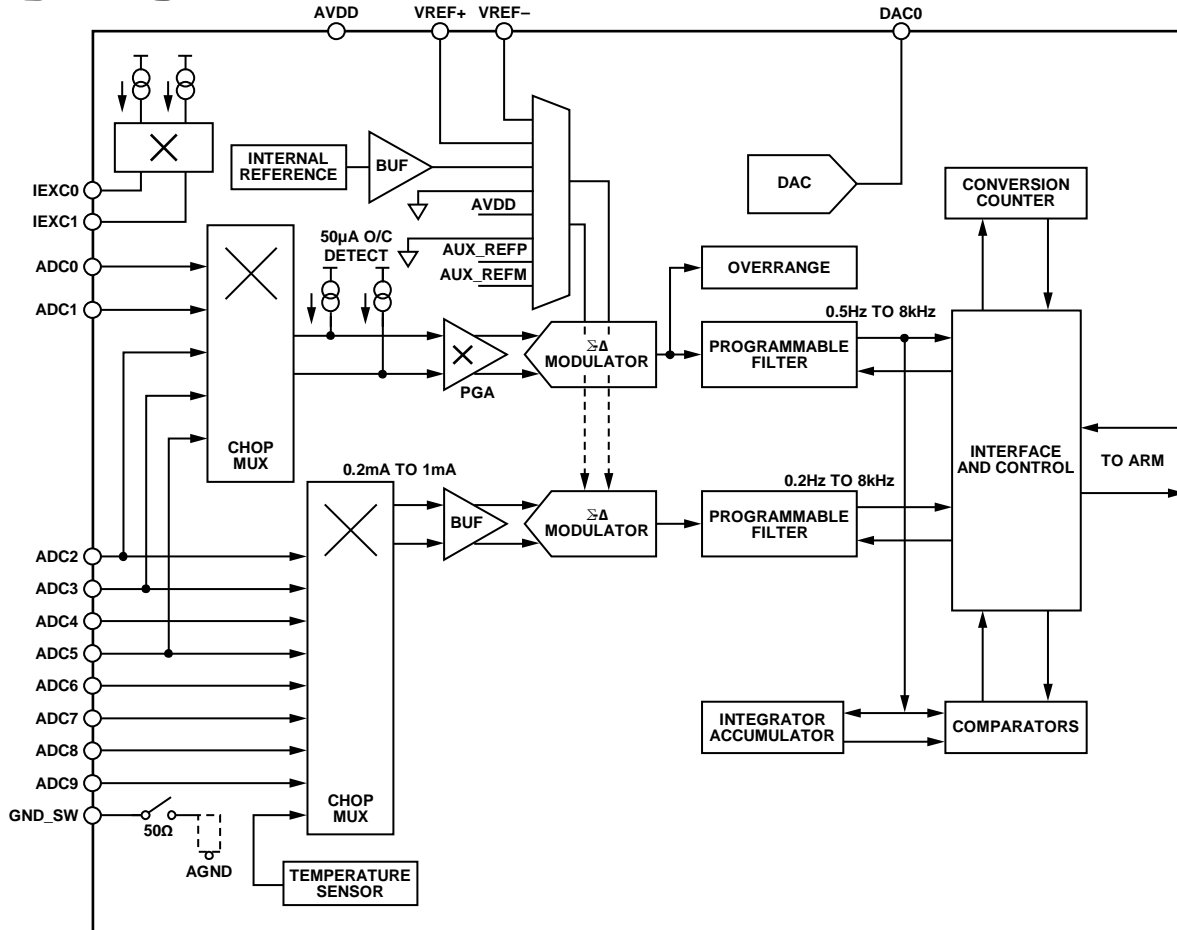 AVDD
VREF+
VREF–
DAC0
INTERNAL
REFERENCE
BUF
DAC
CONVERSION
COUNTER
IEXC0
IEXC1
AVDD
50µA O/C
DETECT
AUX_REFP
AUX_REFM
ADC0
ADC1
OVERRANGE
0.5Hz TO 8kHz
PGA
Σ-Δ
MODULATOR
PROGRAMMABLE
FILTER
CHOP
MUX
INTERFACE
AND CONTROL
TO ARM
0.2mA TO 1mA
0.2Hz TO 8kHz
BUF
Σ-Δ
MODULATOR
PROGRAMMABLE
FILTER
ADC2
ADC3
ADC4
ADC5
ADC6
ADC7
ADC8
ADC9
GND_SW
50Ω
AGND
CHOP
MUX
TEMPERATURE
SENSOR
INTEGRATOR
ACCUMULATOR
COMPARATORS